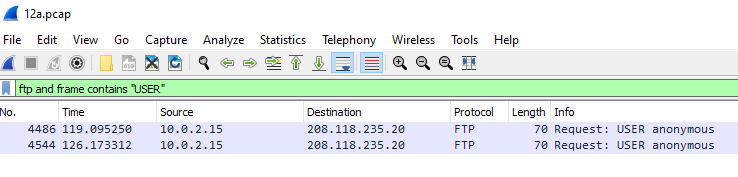 12a.pcap
File Edit View Go Capture Analyze Statistics Telephony Wireless Tools Help
ftp and frame contains "USER"
No. Time Source Destination Protocol Length Info
4486 119.095250 10.0.2.15 208.118.235.20 FTP 70 Request: USER anonymous
4544 126.173312 10.0.2.15 208.118.235.20 FTP 70 Request: USER anonymous